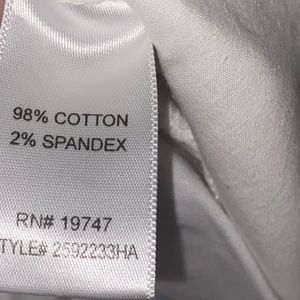 98% COTTON
2% SPANDEX
RN# 19747
TYLE# 2592233HA